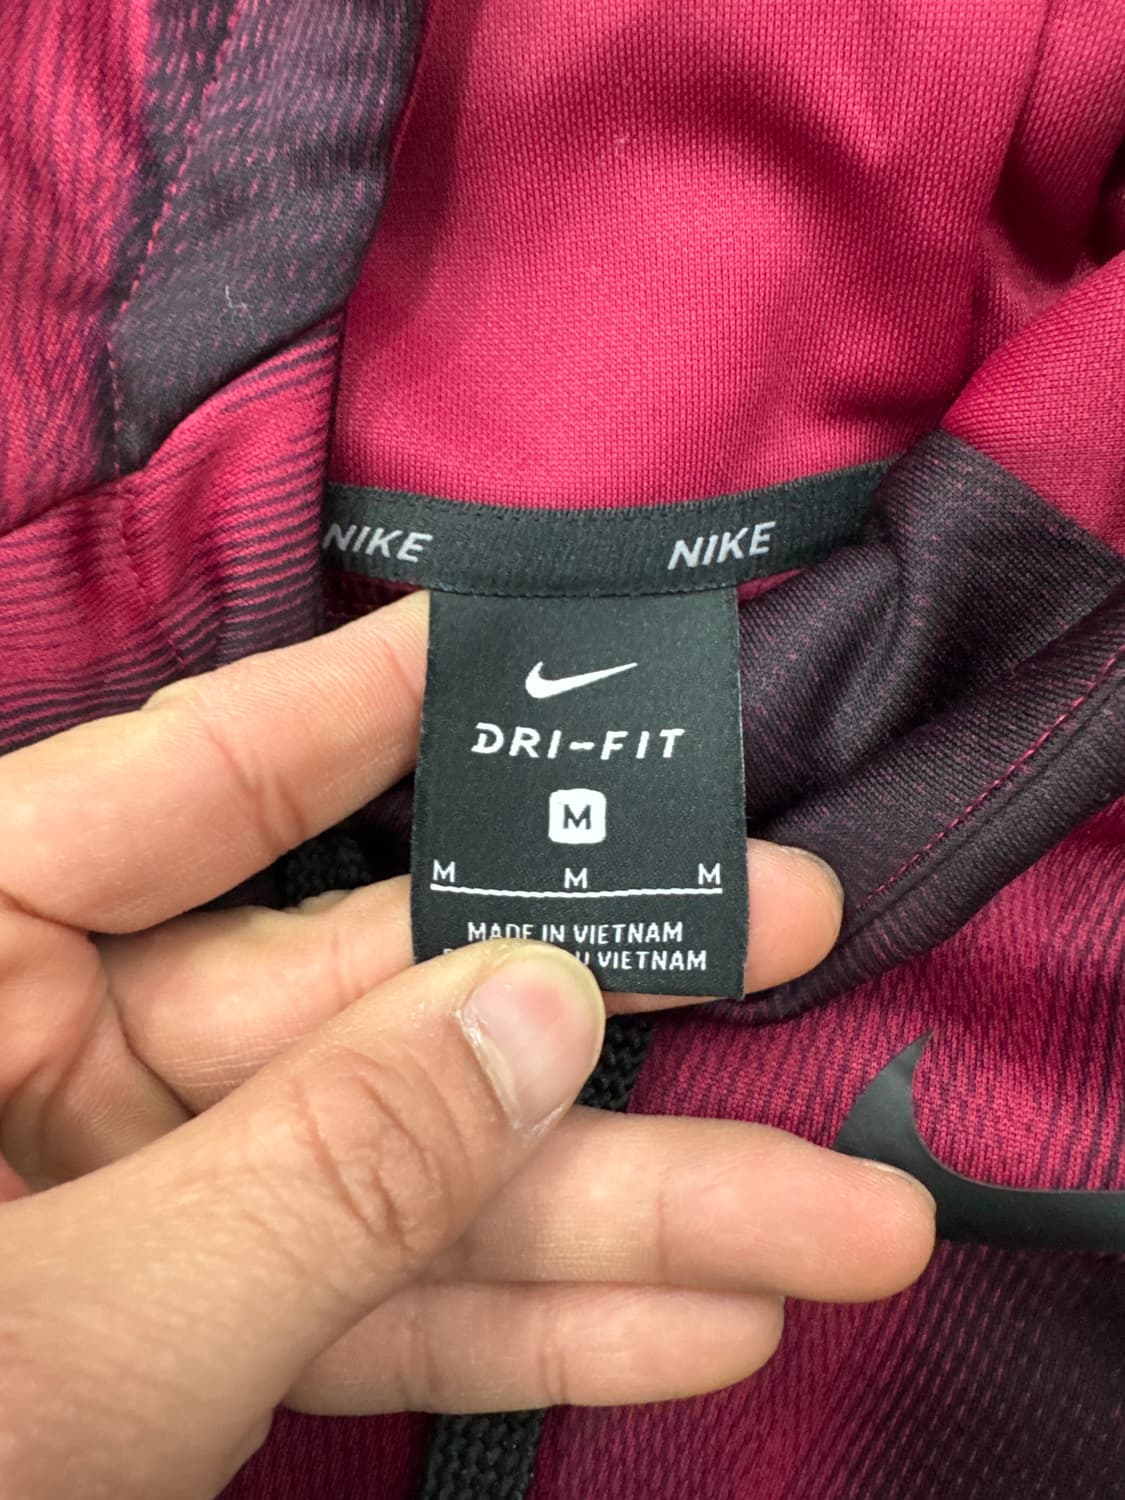 NIKE NIKE
DRI-FIT
M
M M M
MADE IN VIETNAM
VIETNAM